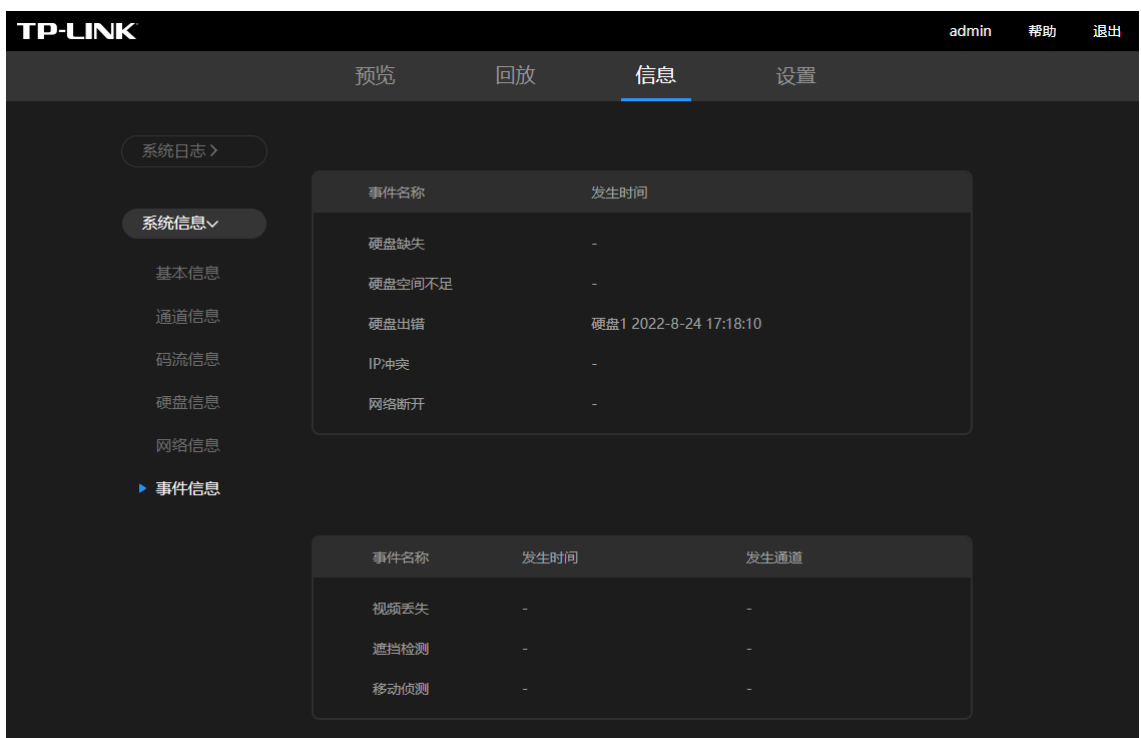 TP-LINK
admin 帮助 退出
预览 回放 信息 设置
系统日志
系统信息
基本信息
通道信息
码流信息
硬盘信息
网络信息
事件信息
事件名称 发生时间
硬盘缺失 -
硬盘空间不足 -
硬盘出错 硬盘1 2022-8-24 17:18:10
IP冲突 -
网络断开 -
事件名称 发生时间 发生通道
视频丢失 - -
遮挡检测 - -
移动侦测 - -